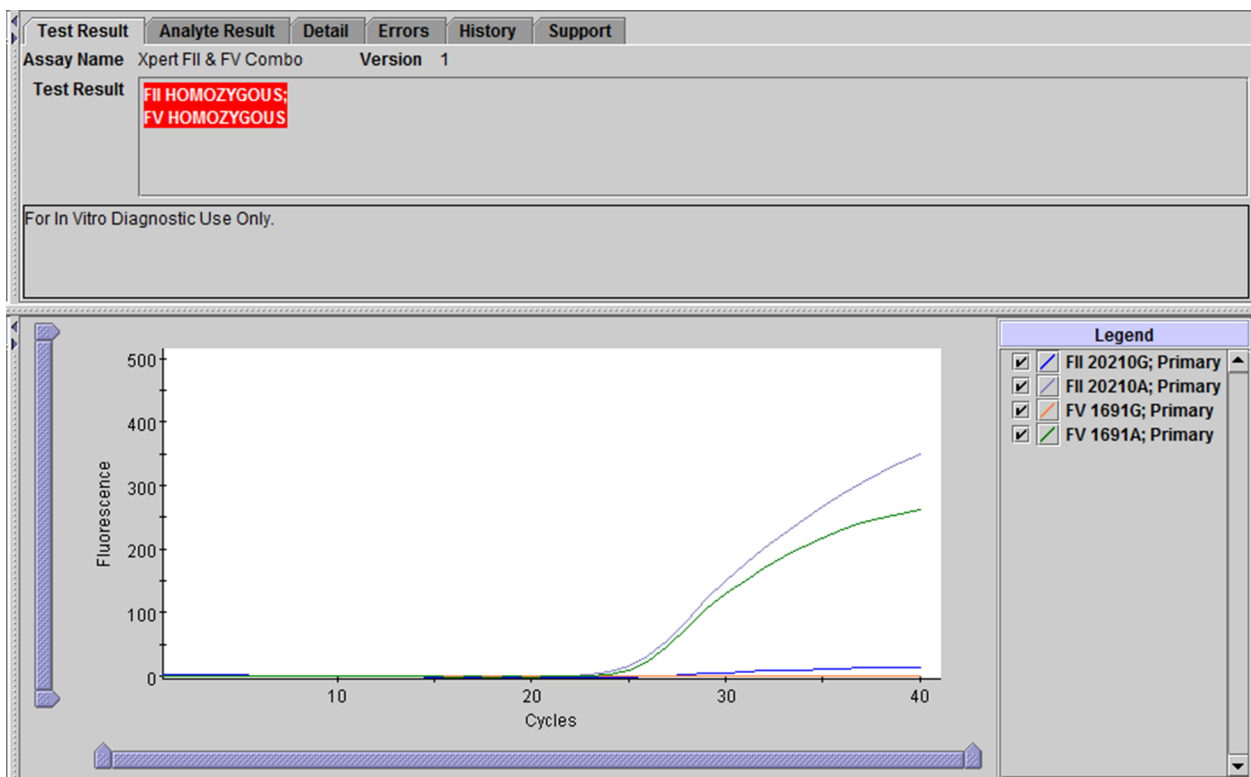 Test Result Analyte Result Detail Errors History Support
Assay Name Xpert FII & FV Combo Version 1
Test Result FII HOMOZYGOUS;
FV HOMOZYGOUS
For In Vitro Diagnostic Use Only.
Legend
FII 20210G; Primary
FII 20210A; Primary
FV 1691G; Primary
FV 1691A; Primary
500
400
300
200
100
0
Fluorescence
10 20 30 40
Cycles